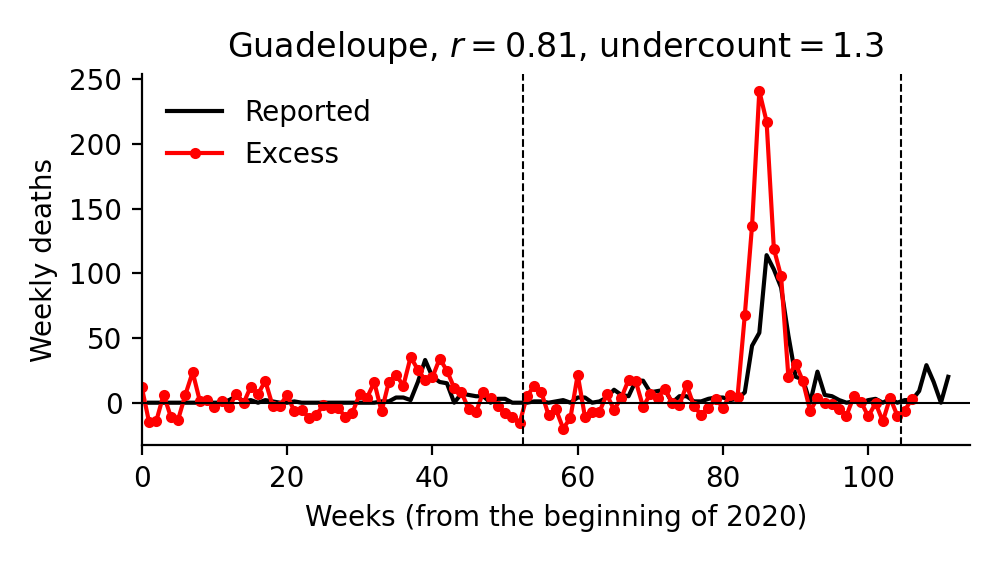 Guadeloupe, r = 0.81, undercount = 1.3
250
200
150
100
50
0
Weekly deaths
Reported
Excess
0 20 40 60 80 100
Weeks (from the beginning of 2020)